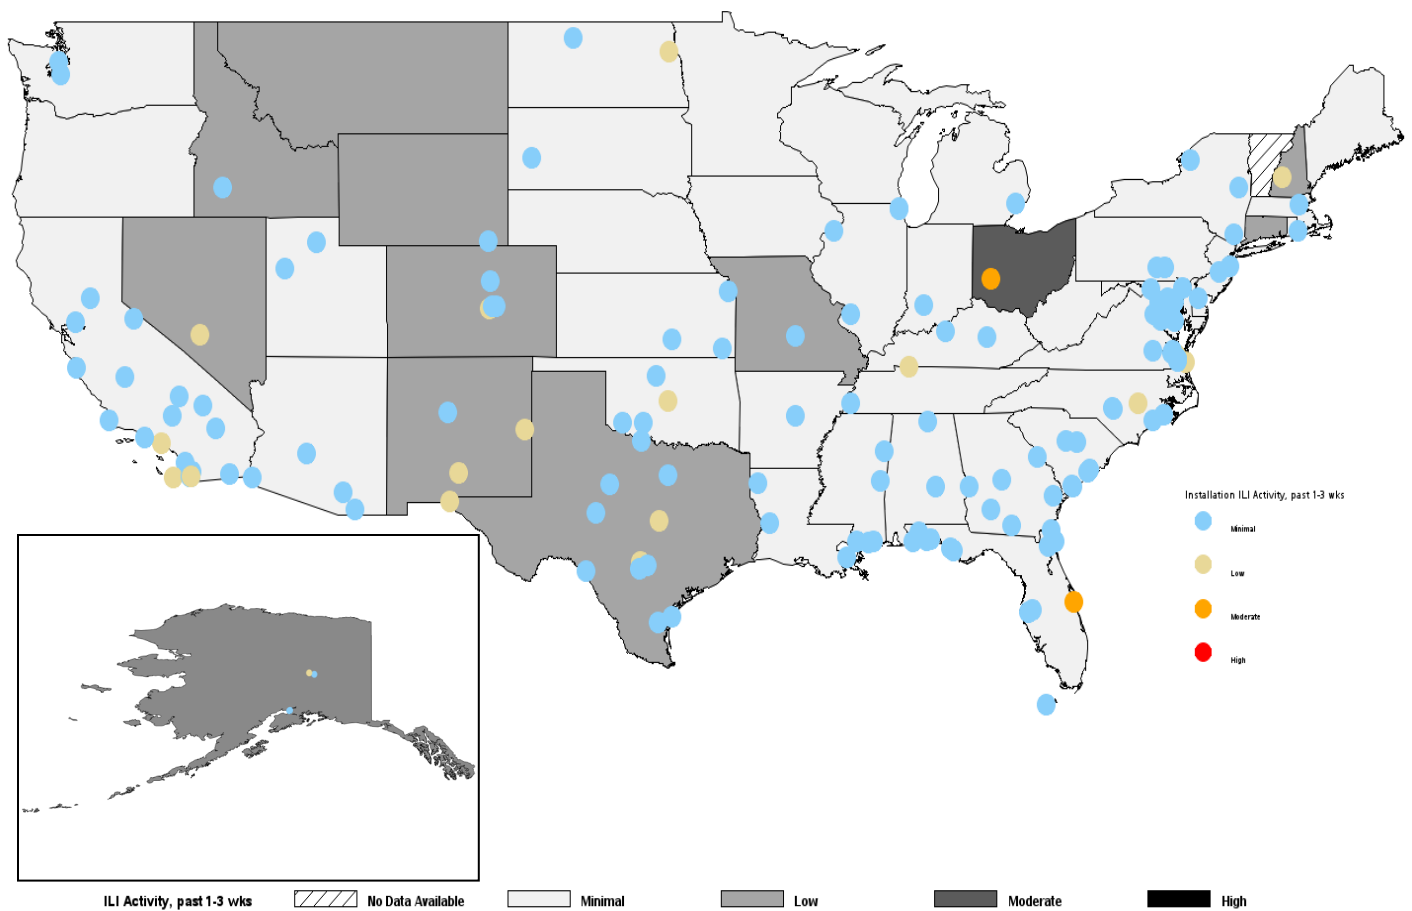 Installation ILI Activity, past 1-3 wks
Minimal
Low
Moderate
High
ILI Activity, past 1-3 wks No Data Available Minimal Low Moderate High